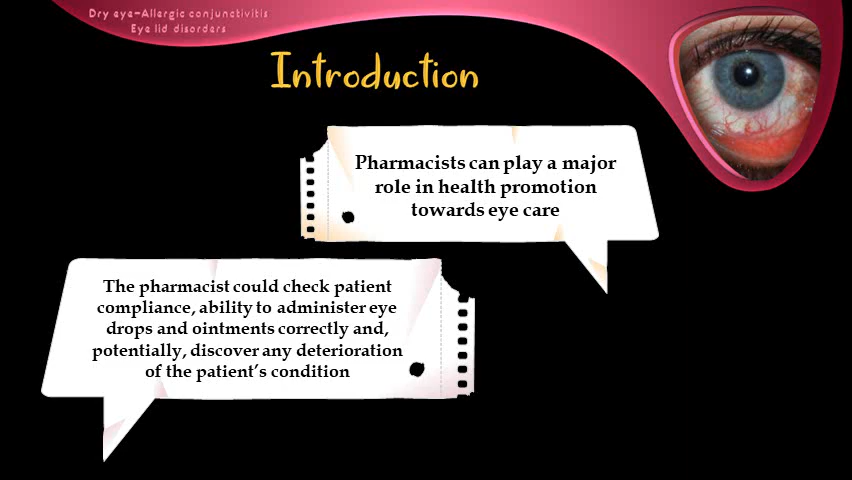 Dry eye-Allergic conjunctivitis
Eye lid disorders
Introduction
Pharmacists can play a major
role in health promotion
towards eye care
The pharmacist could check patient
compliance, ability to administer eye
drops and ointments correctly and,
potentially, discover any deterioration
of the patient's condition